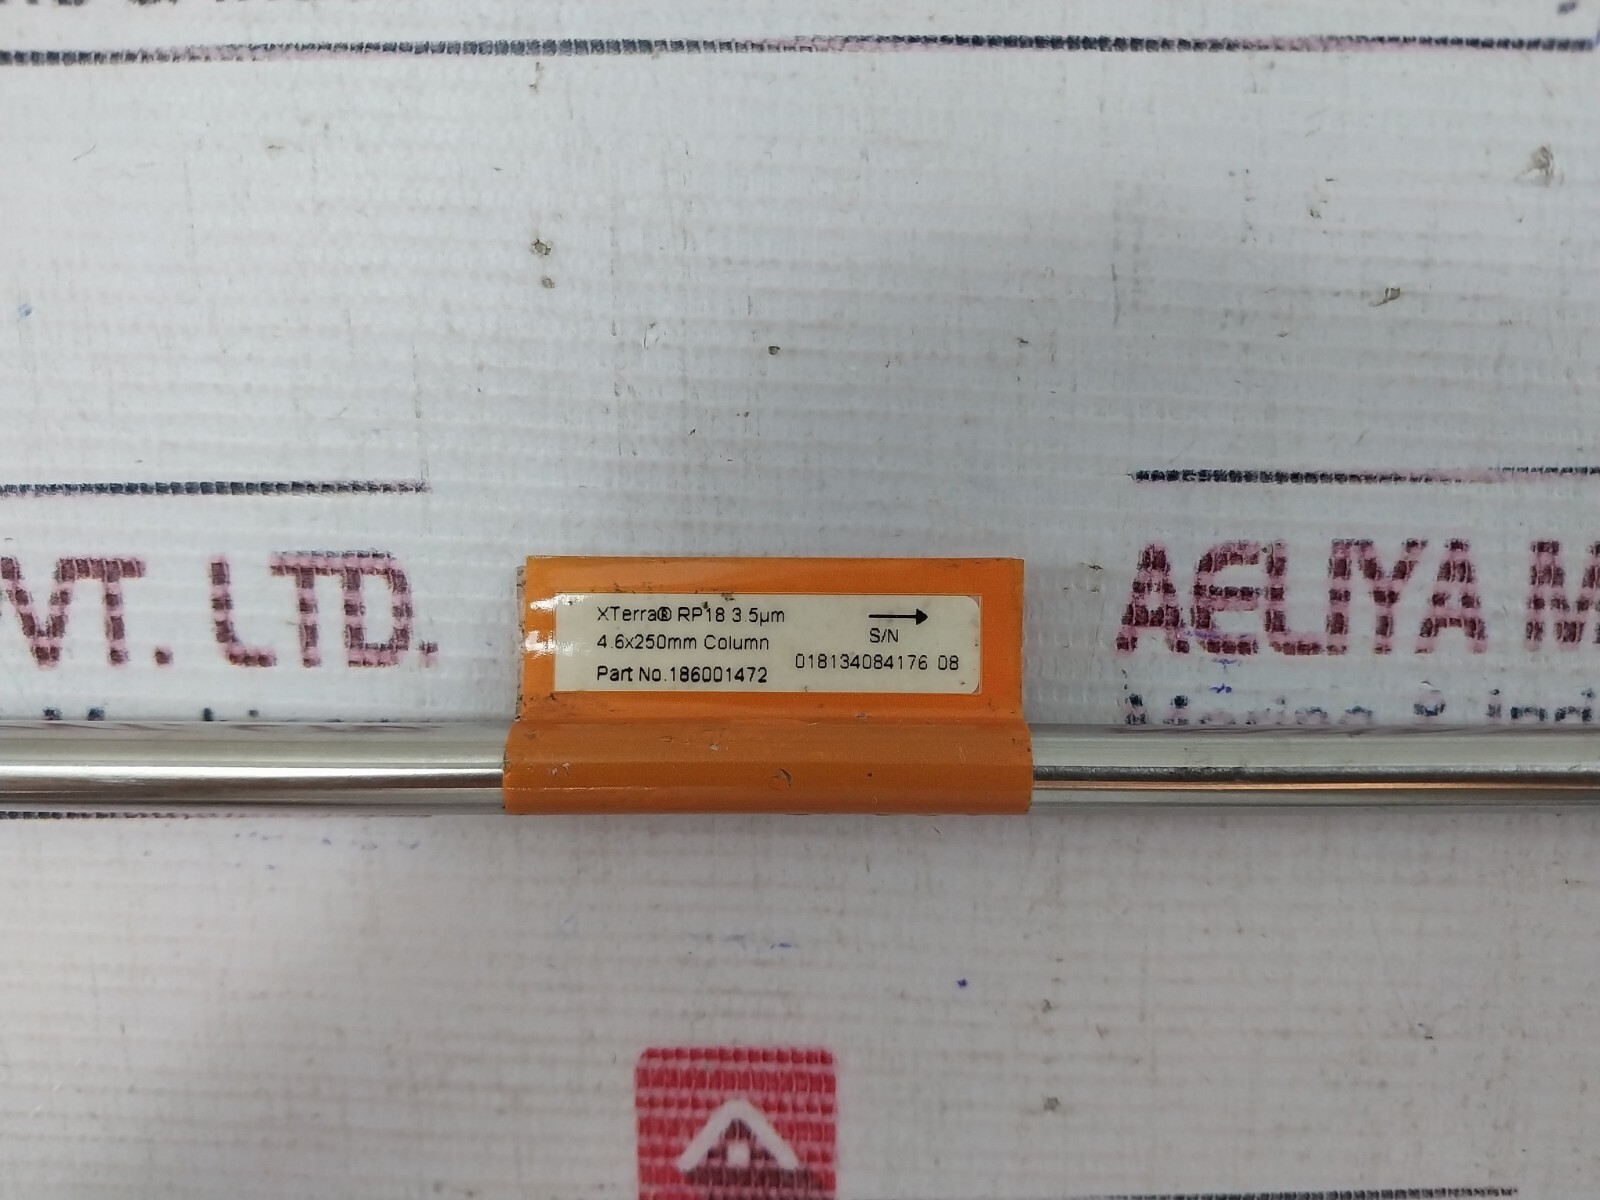 VT. LTD.
AELIYA M
XTerra® RP18 3.5µm
4.6x250mm Column
Part No.186001472
S/N
018134084176 08